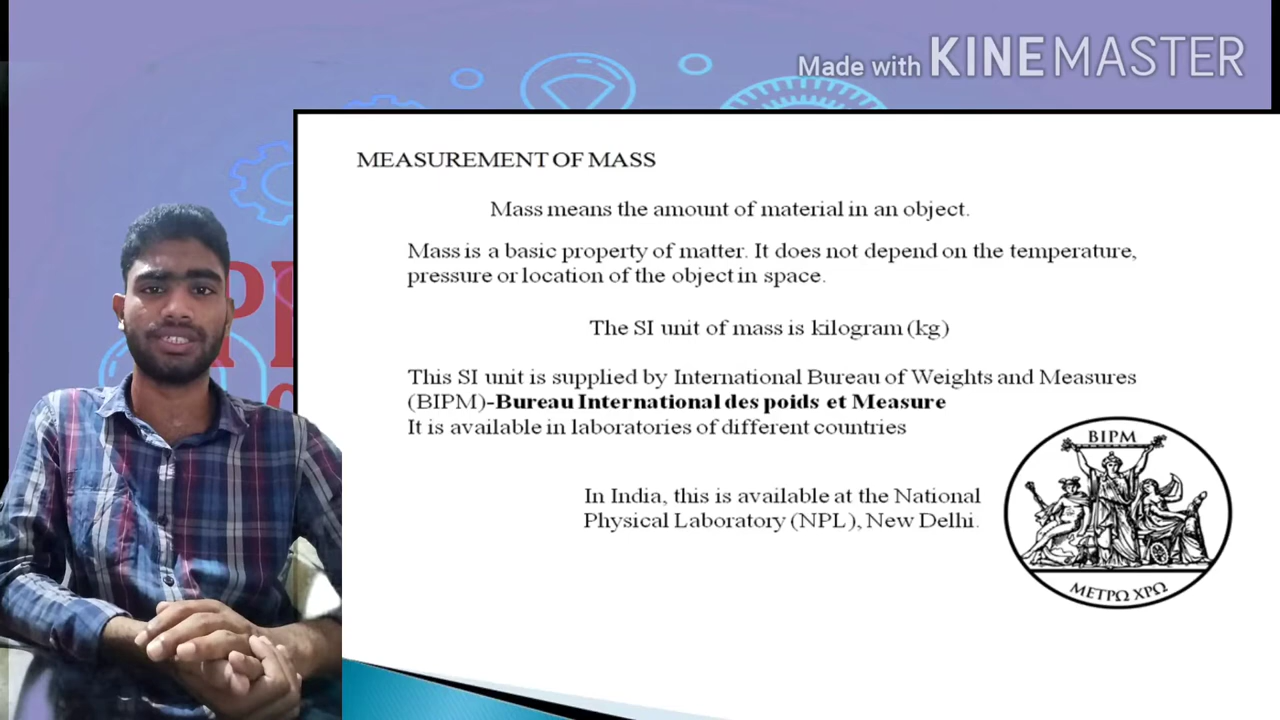 Made with KINEMASTER
MEASUREMENT OF MASS
Mass means the amount of material in an object.
Mass is a basic property of matter. It does not depend on the temperature,
pressure or location of the object in space.
The SI unit of mass is kilogram (kg)
This SI unit is supplied by International Bureau of Weights and Measures
(BIPM)-Bureau International des poids et Measure
It is available in laboratories of different countries
BIPM
In India, this is available at the National
Physical Laboratory (NPL), New Delhi.
ΜΕΤΡΩ ΧΡΩ